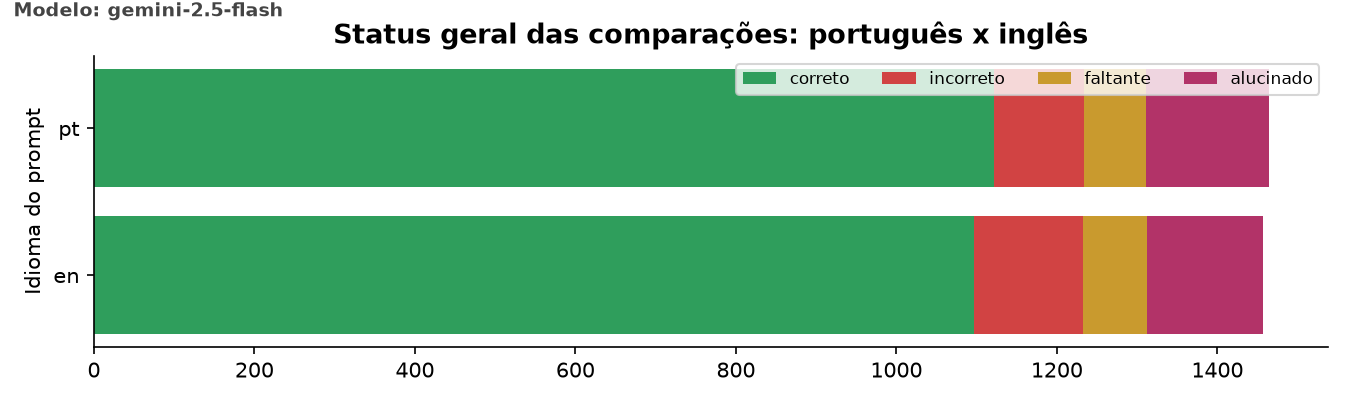 Modelo: gemini-2.5-flash
Status geral das comparações: português x inglês
correto incorreto faltante alucinado
Idioma do prompt
pt
en
0 200 400 600 800 1000 1200 1400